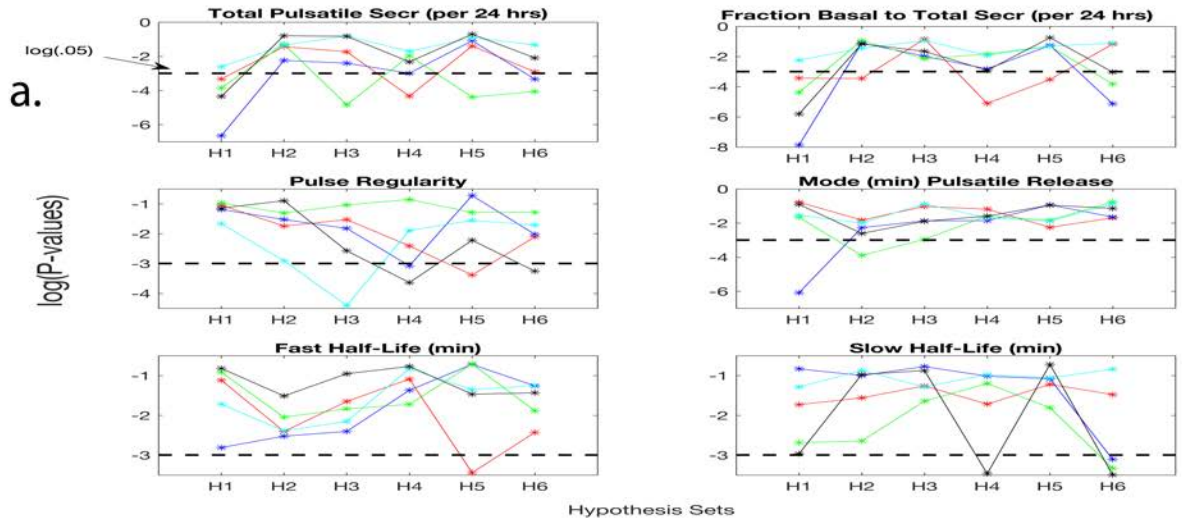 Total Pulsatile Secr (per 24 hrs)
0
-2
-4
-6
H1 H2 H3 H4 H5 H6
log(.05)
a.
Fraction Basal to Total Secr (per 24 hrs)
0
-2
-4
-6
-8
H1 H2 H3 H4 H5 H6
Pulse Regularity
-1
-2
-3
-4
H1 H2 H3 H4 H5 H6
log(P-values)
Mode (min) Pulsatile Release
0
-2
-4
-6
H1 H2 H3 H4 H5 H6
Fast Half-Life (min)
-1
-2
-3
H1 H2 H3 H4 H5 H6
Slow Half-Life (min)
-1
-2
-3
H1 H2 H3 H4 H5 H6
Hypothesis Sets